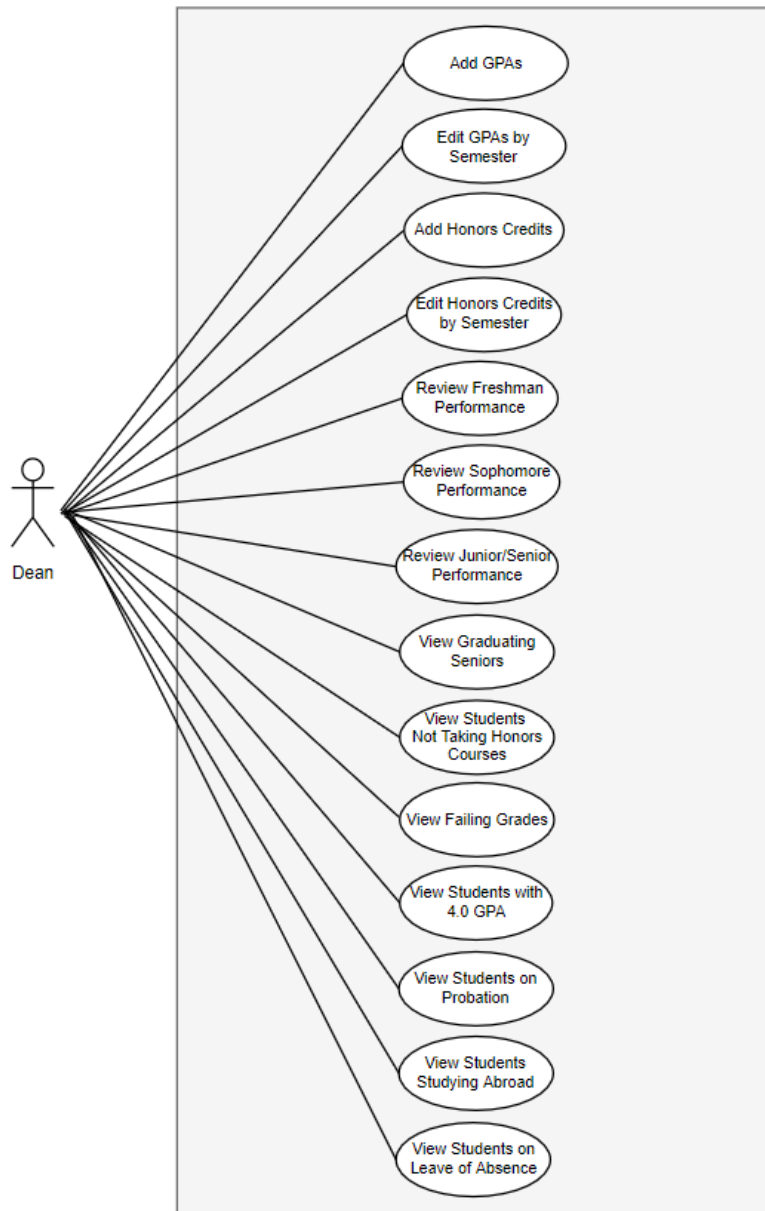 Add GPAs
Edit GPAs by
Semester
Add Honors Credits
Edit Honors Credits
by Semester
Review Freshman
Performance
Review Sophomore
Performance
Dean
Review Junior/Senior
Performance
View Graduating
Seniors
View Students
Not Taking Honors
Courses
View Failing Grades
View Students with
4.0 GPA
View Students on
Probation
View Students
Studying Abroad
View Students on
Leave of Absence